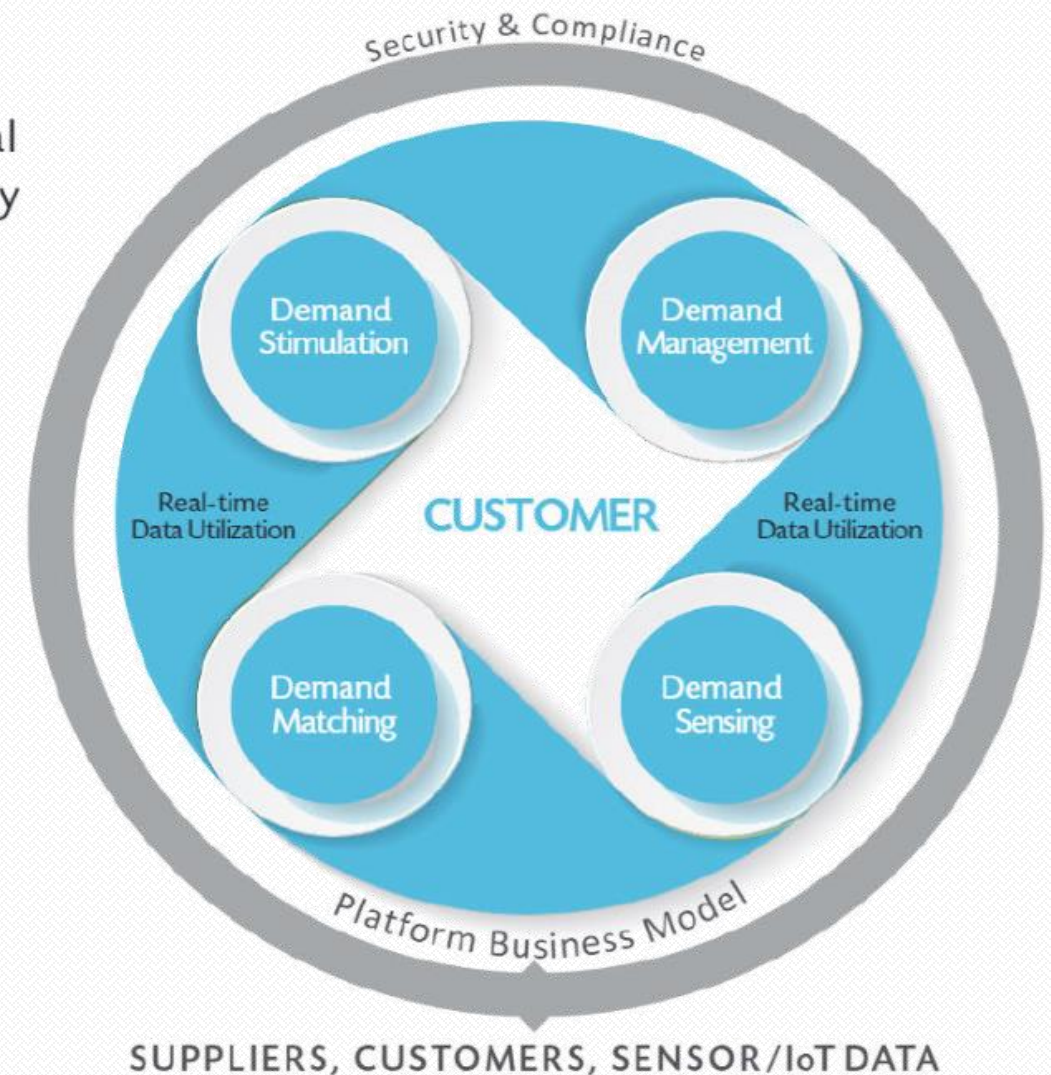 Security & Compliance
Demand
Stimulation
Demand
Management
Real-time
Data Utilization
CUSTOMER
Real-time
Data Utilization
Demand
Matching
Demand
Sensing
Platform Business Model
SUPPLIERS, CUSTOMERS, SENSOR/IoT DATA